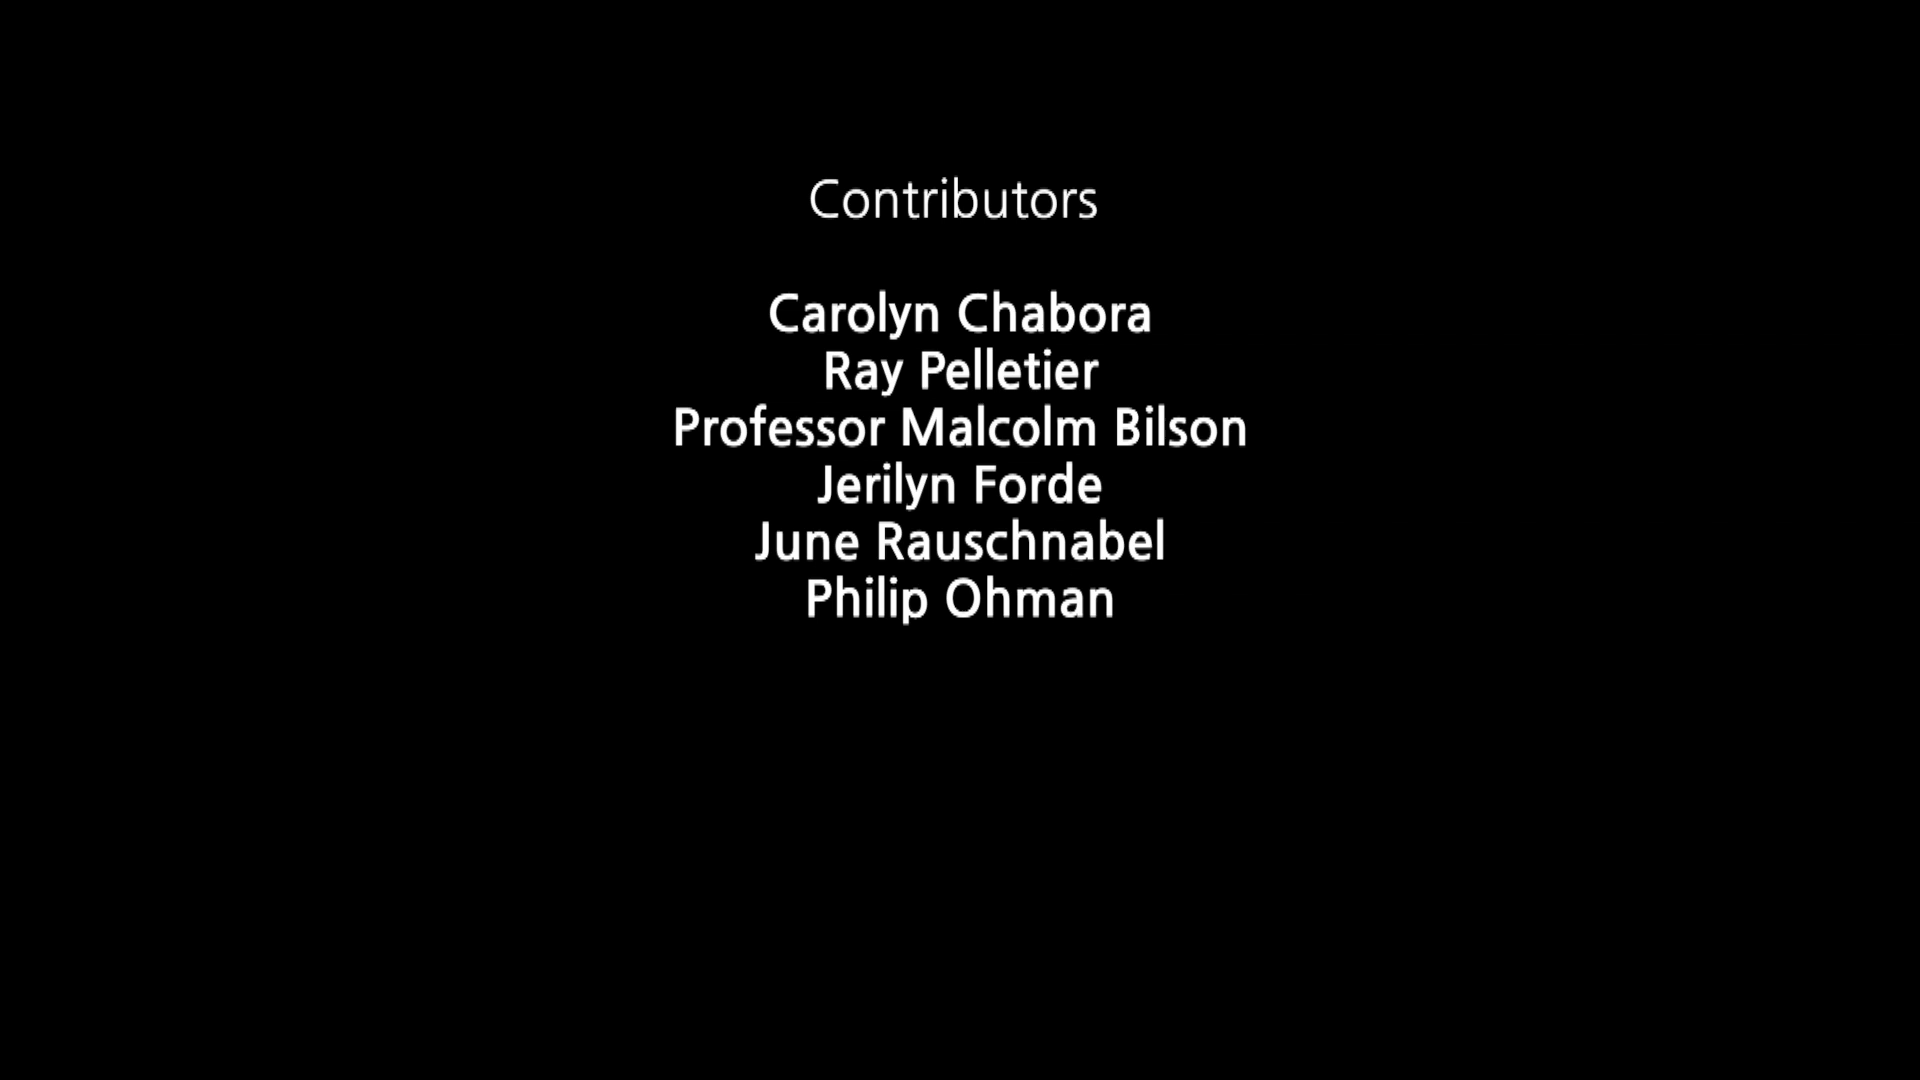 Contributors
Carolyn Chabora
Ray Pelletier
Professor Malcolm Bilson
Jerilyn Forde
June Rauschnabel
Philip Ohman